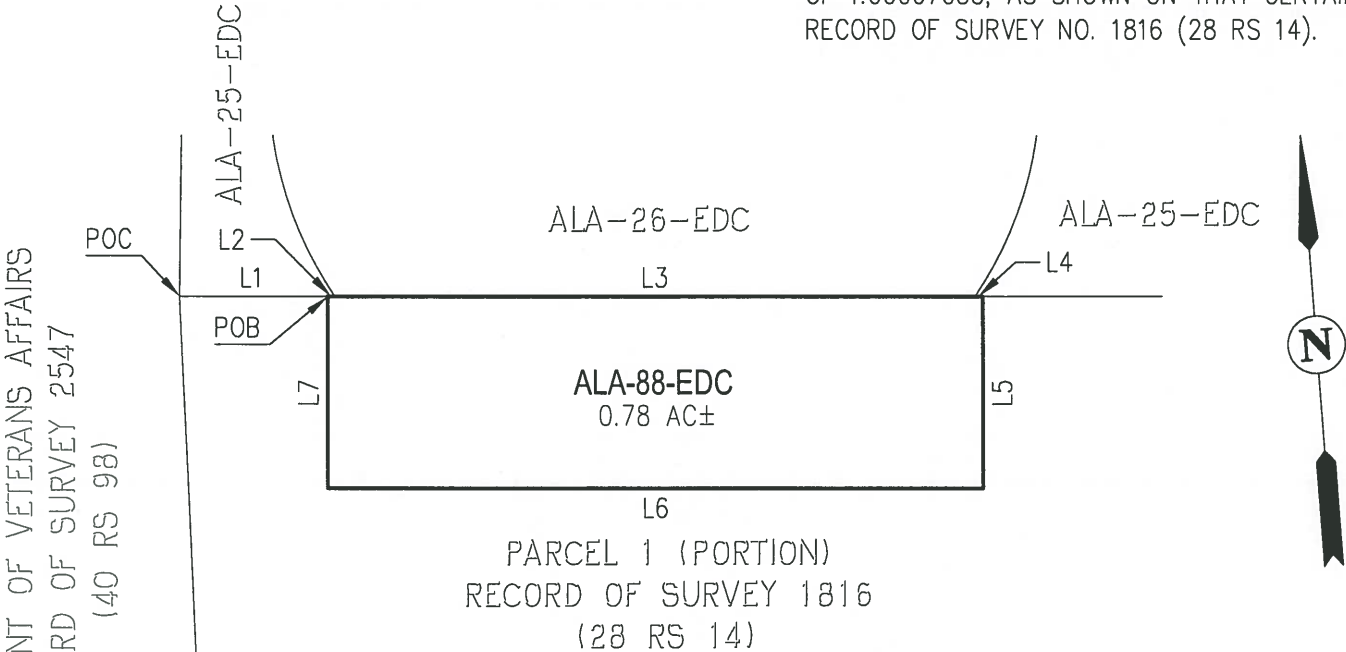 RECORD OF SURVEY NO. 1816 (28 RS 14).
ALA-25-EDC
ALA-26-EDC
ALA-25-EDC
POC
L2
L4
L1
L3
POB
L7
ALA-88-EDC
0.78 AC±
L5
N
L6
PARCEL 1 (PORTION)
RECORD OF SURVEY 1816
(28 RS 14)
NT OF VETERANS AFFAIRS
RD OF SURVEY 2547
(40 RS 98)